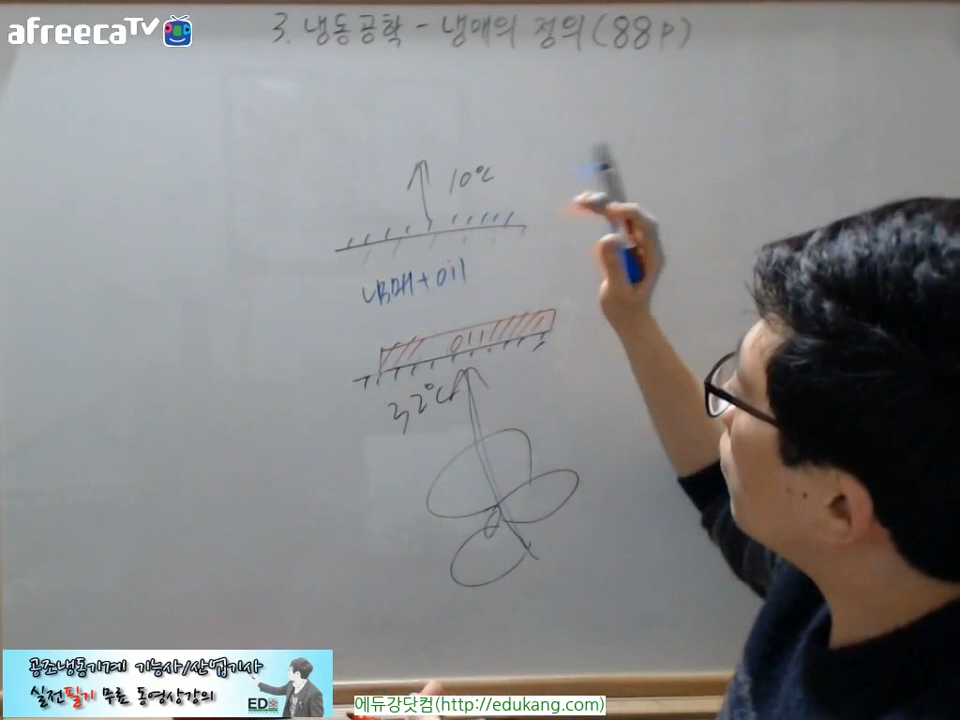 afreecaTV
3. 냉동공학 - 냉매의 정의(88p)
10℃
냉매+oil
oil
32℃
공조냉동기계 기능사/산업기사
실전필기 무료 동영상강의
EDU
에듀강닷컴(http://edukang.com)